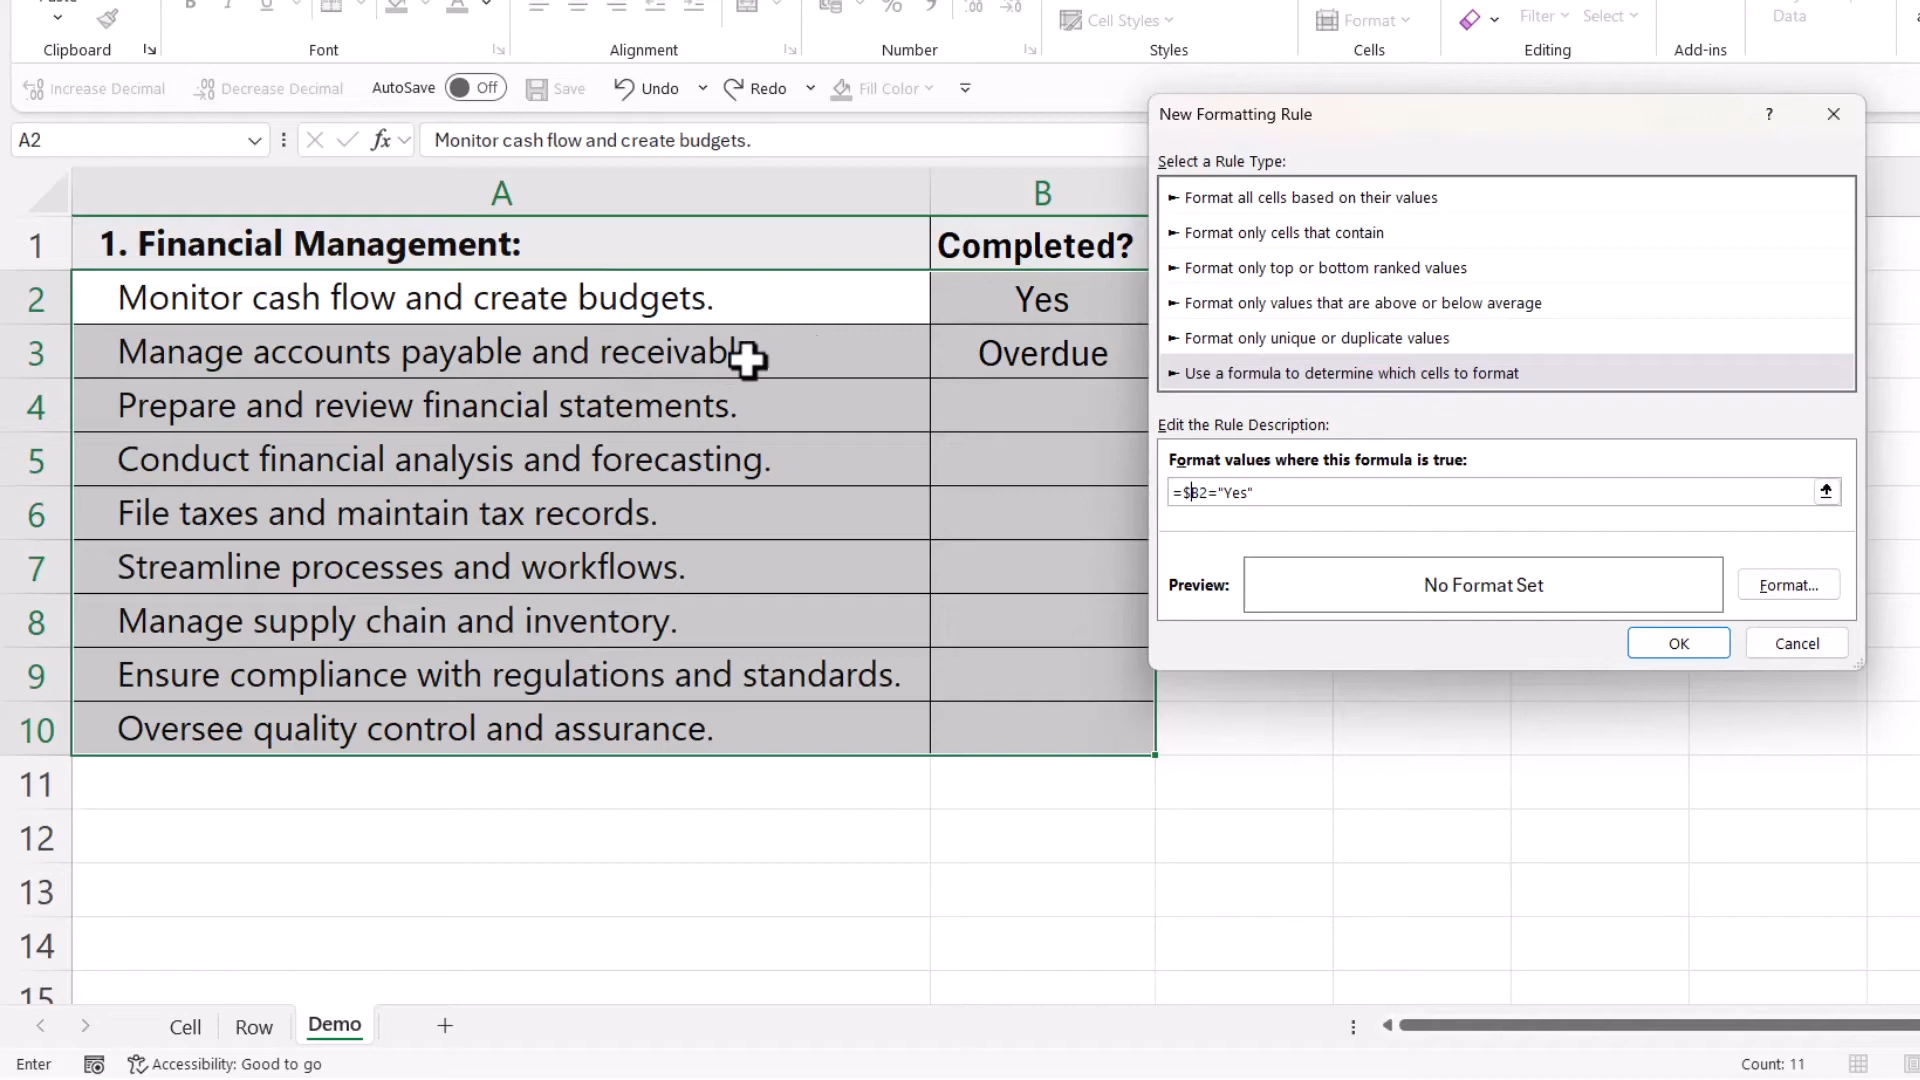 Clipboard
Font
Alignment
Number
Cell Styles
Styles
Format
Cells
Filter
Select
Editing
Data
Add-ins
Increase Decimal
Decrease Decimal
AutoSave
Off
Save
Undo
Redo
Fill Color
A2
fx
Monitor cash flow and create budgets.
A
B
1
1. Financial Management:
Completed?
2
Monitor cash flow and create budgets.
Yes
3
Manage accounts payable and
Overdue
4
Prepare and review financial statements.
5
Conduct financial analysis and forecasting.
6
File taxes and maintain tax records.
7
Streamline processes and workflows.
8
Manage supply chain and inventory.
9
Ensure compliance with regulations and standards.
10
Oversee quality control and assurance.
11
12
13
14
15
New Formatting Rule
?
Select a Rule Type:
► Format all cells based on their values
► Format only cells that contain
► Format only top or bottom ranked values
► Format only values that are above or below average
► Format only unique or duplicate values
► Use a formula to determine which cells to format
Edit the Rule Description:
Format values where this formula is true:
=$B2="Yes"
Preview:
No Format Set
Format...
OK
Cancel
Cell
Row
Demo
Enter
Accessibility: Good to go
Count: 11